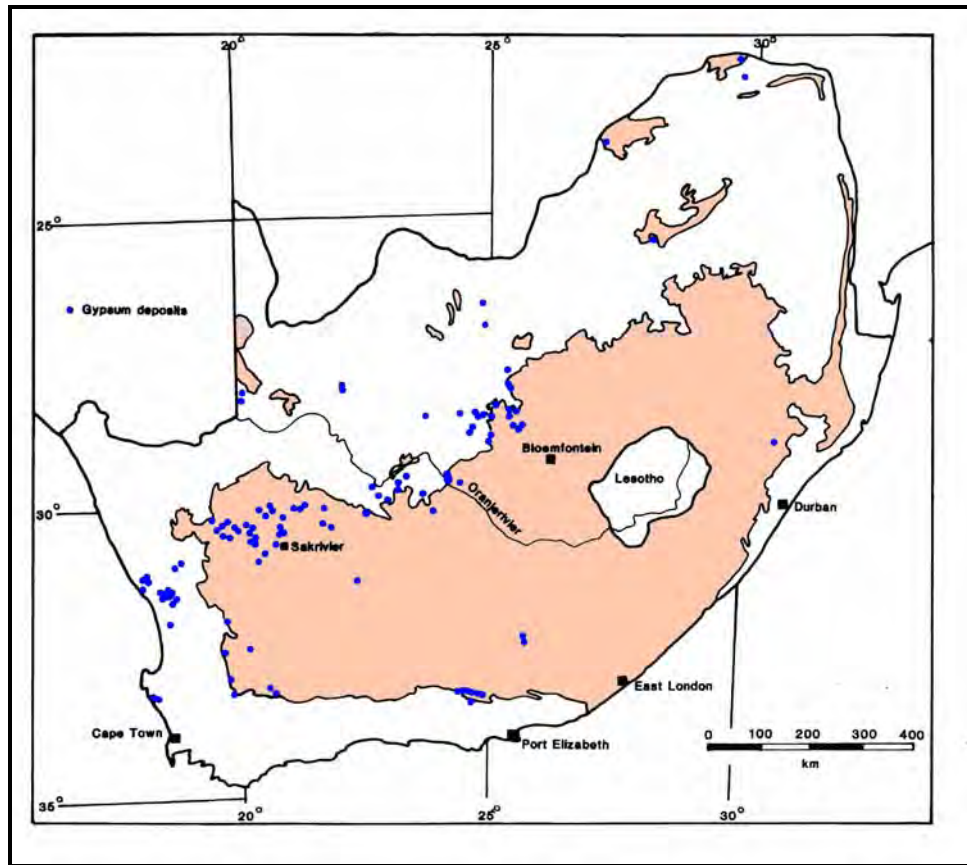 20° 25° 30°
25°
Gypsum deposits
Bloemfontein
Lesotho
Oranjerivier
Durban
30°
Sakrivier
East London
Cape Town
Port Elizabeth
0 100 200 300 400
km
35°
20° 25° 30°